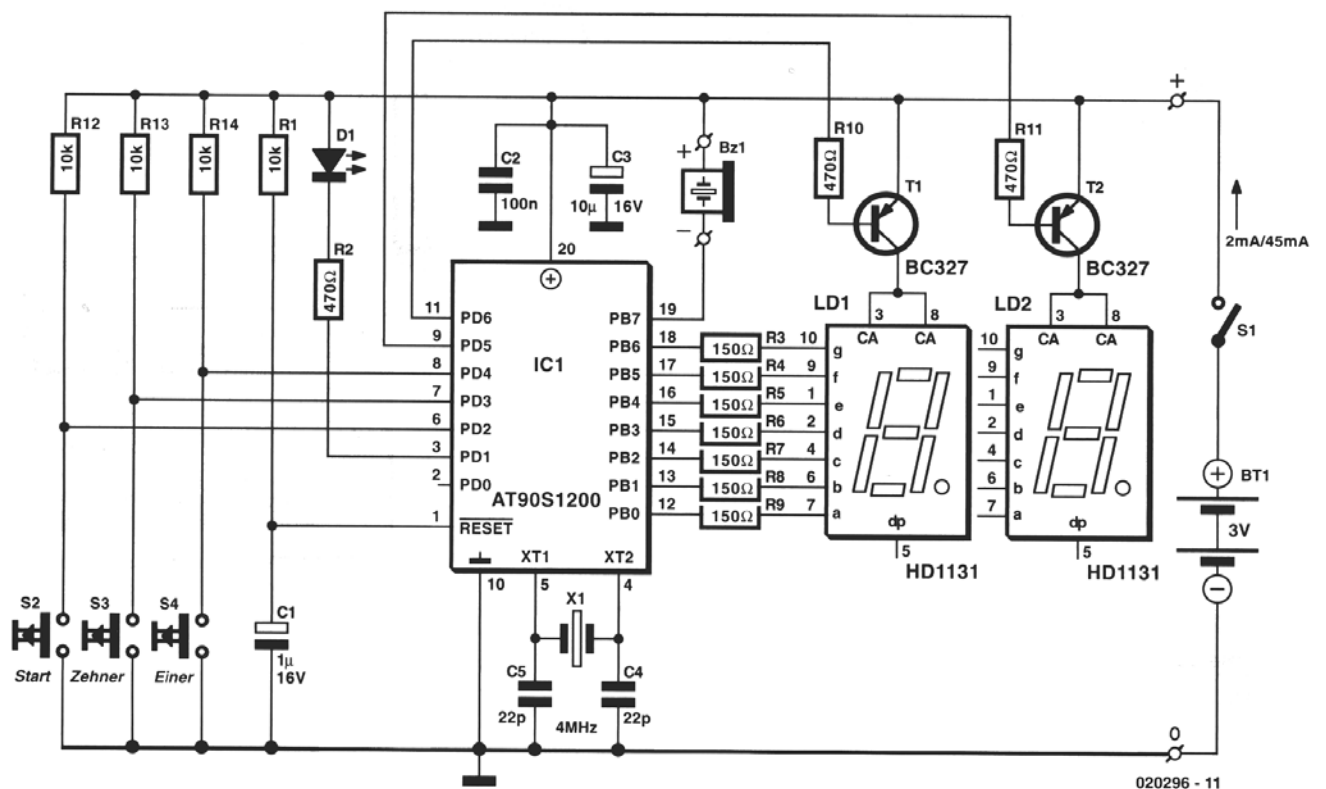 R12
10k
R13
10k
R14
10k
R1
10k
D1
R2
470Ω
C2
100n
C3
10µ
16V
+
Bz1
−
R10
470Ω
T1
BC327
R11
470Ω
T2
BC327
+
2mA/45mA
S1
BT1
+
3V
−
20
+
IC1
AT90S1200
11
PD6
9
PD5
8
PD4
7
PD3
6
PD2
3
PD1
2
PD0
1
RESET
PB7
19
PB6
18
PB5
17
PB4
16
PB3
15
PB2
14
PB1
13
PB0
12
10
XT1
5
XT2
4
150Ω
R3
150Ω
R4
150Ω
R5
150Ω
R6
150Ω
R7
150Ω
R8
150Ω
R9
LD1
3
8
CA
CA
10
g
9
f
1
e
2
d
4
c
6
b
7
a
dp
5
HD1131
LD2
3
8
CA
CA
10
g
9
f
1
e
2
d
4
c
6
b
7
a
dp
5
HD1131
S2
Start
S3
Zehner
S4
Einer
C1
1µ
16V
X1
4MHz
C5
22p
C4
22p
0
020296 - 11